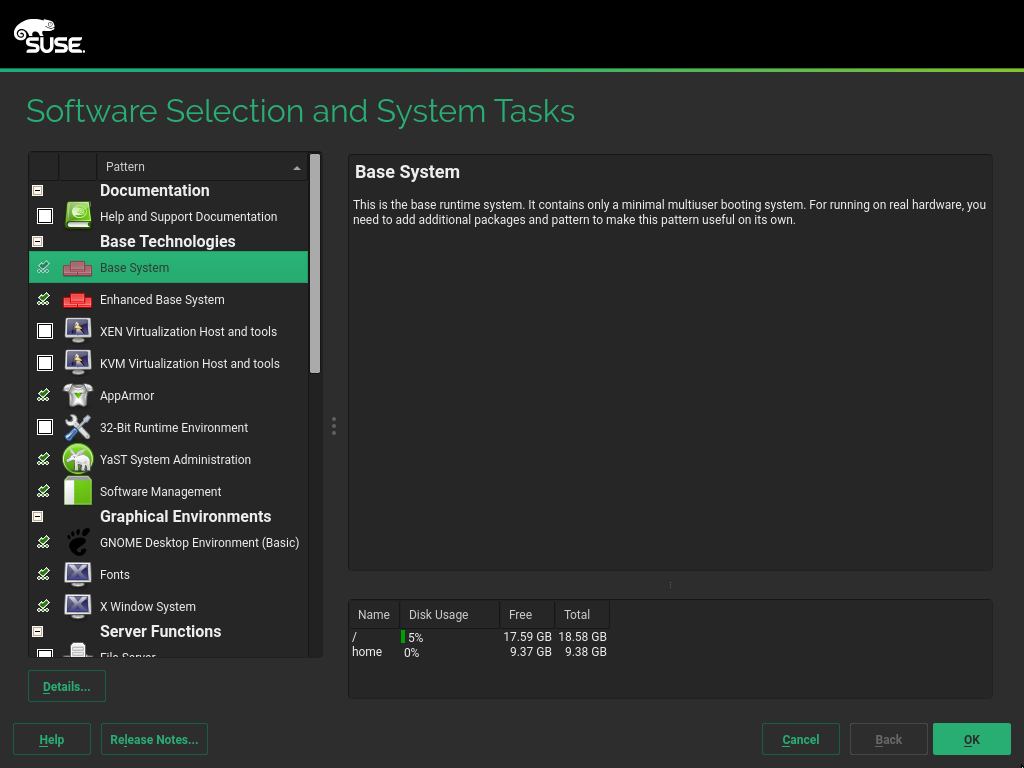 SUSE.
Software Selection and System Tasks
Pattern
Documentation
Help and Support Documentation
Base Technologies
Base System
Enhanced Base System
XEN Virtualization Host and tools
KVM Virtualization Host and tools
AppArmor
32-Bit Runtime Environment
YaST System Administration
Software Management
Graphical Environments
GNOME Desktop Environment (Basic)
Fonts
X Window System
Server Functions
File Server
Details...
Base System
This is the base runtime system. It contains only a minimal multiuser booting system. For running on real hardware, you
need to add additional packages and pattern to make this pattern useful on its own.
Name Disk Usage Free Total
/ 5% 17.59 GB 18.58 GB
home 0% 9.37 GB 9.38 GB
Help Release Notes... Cancel Back OK